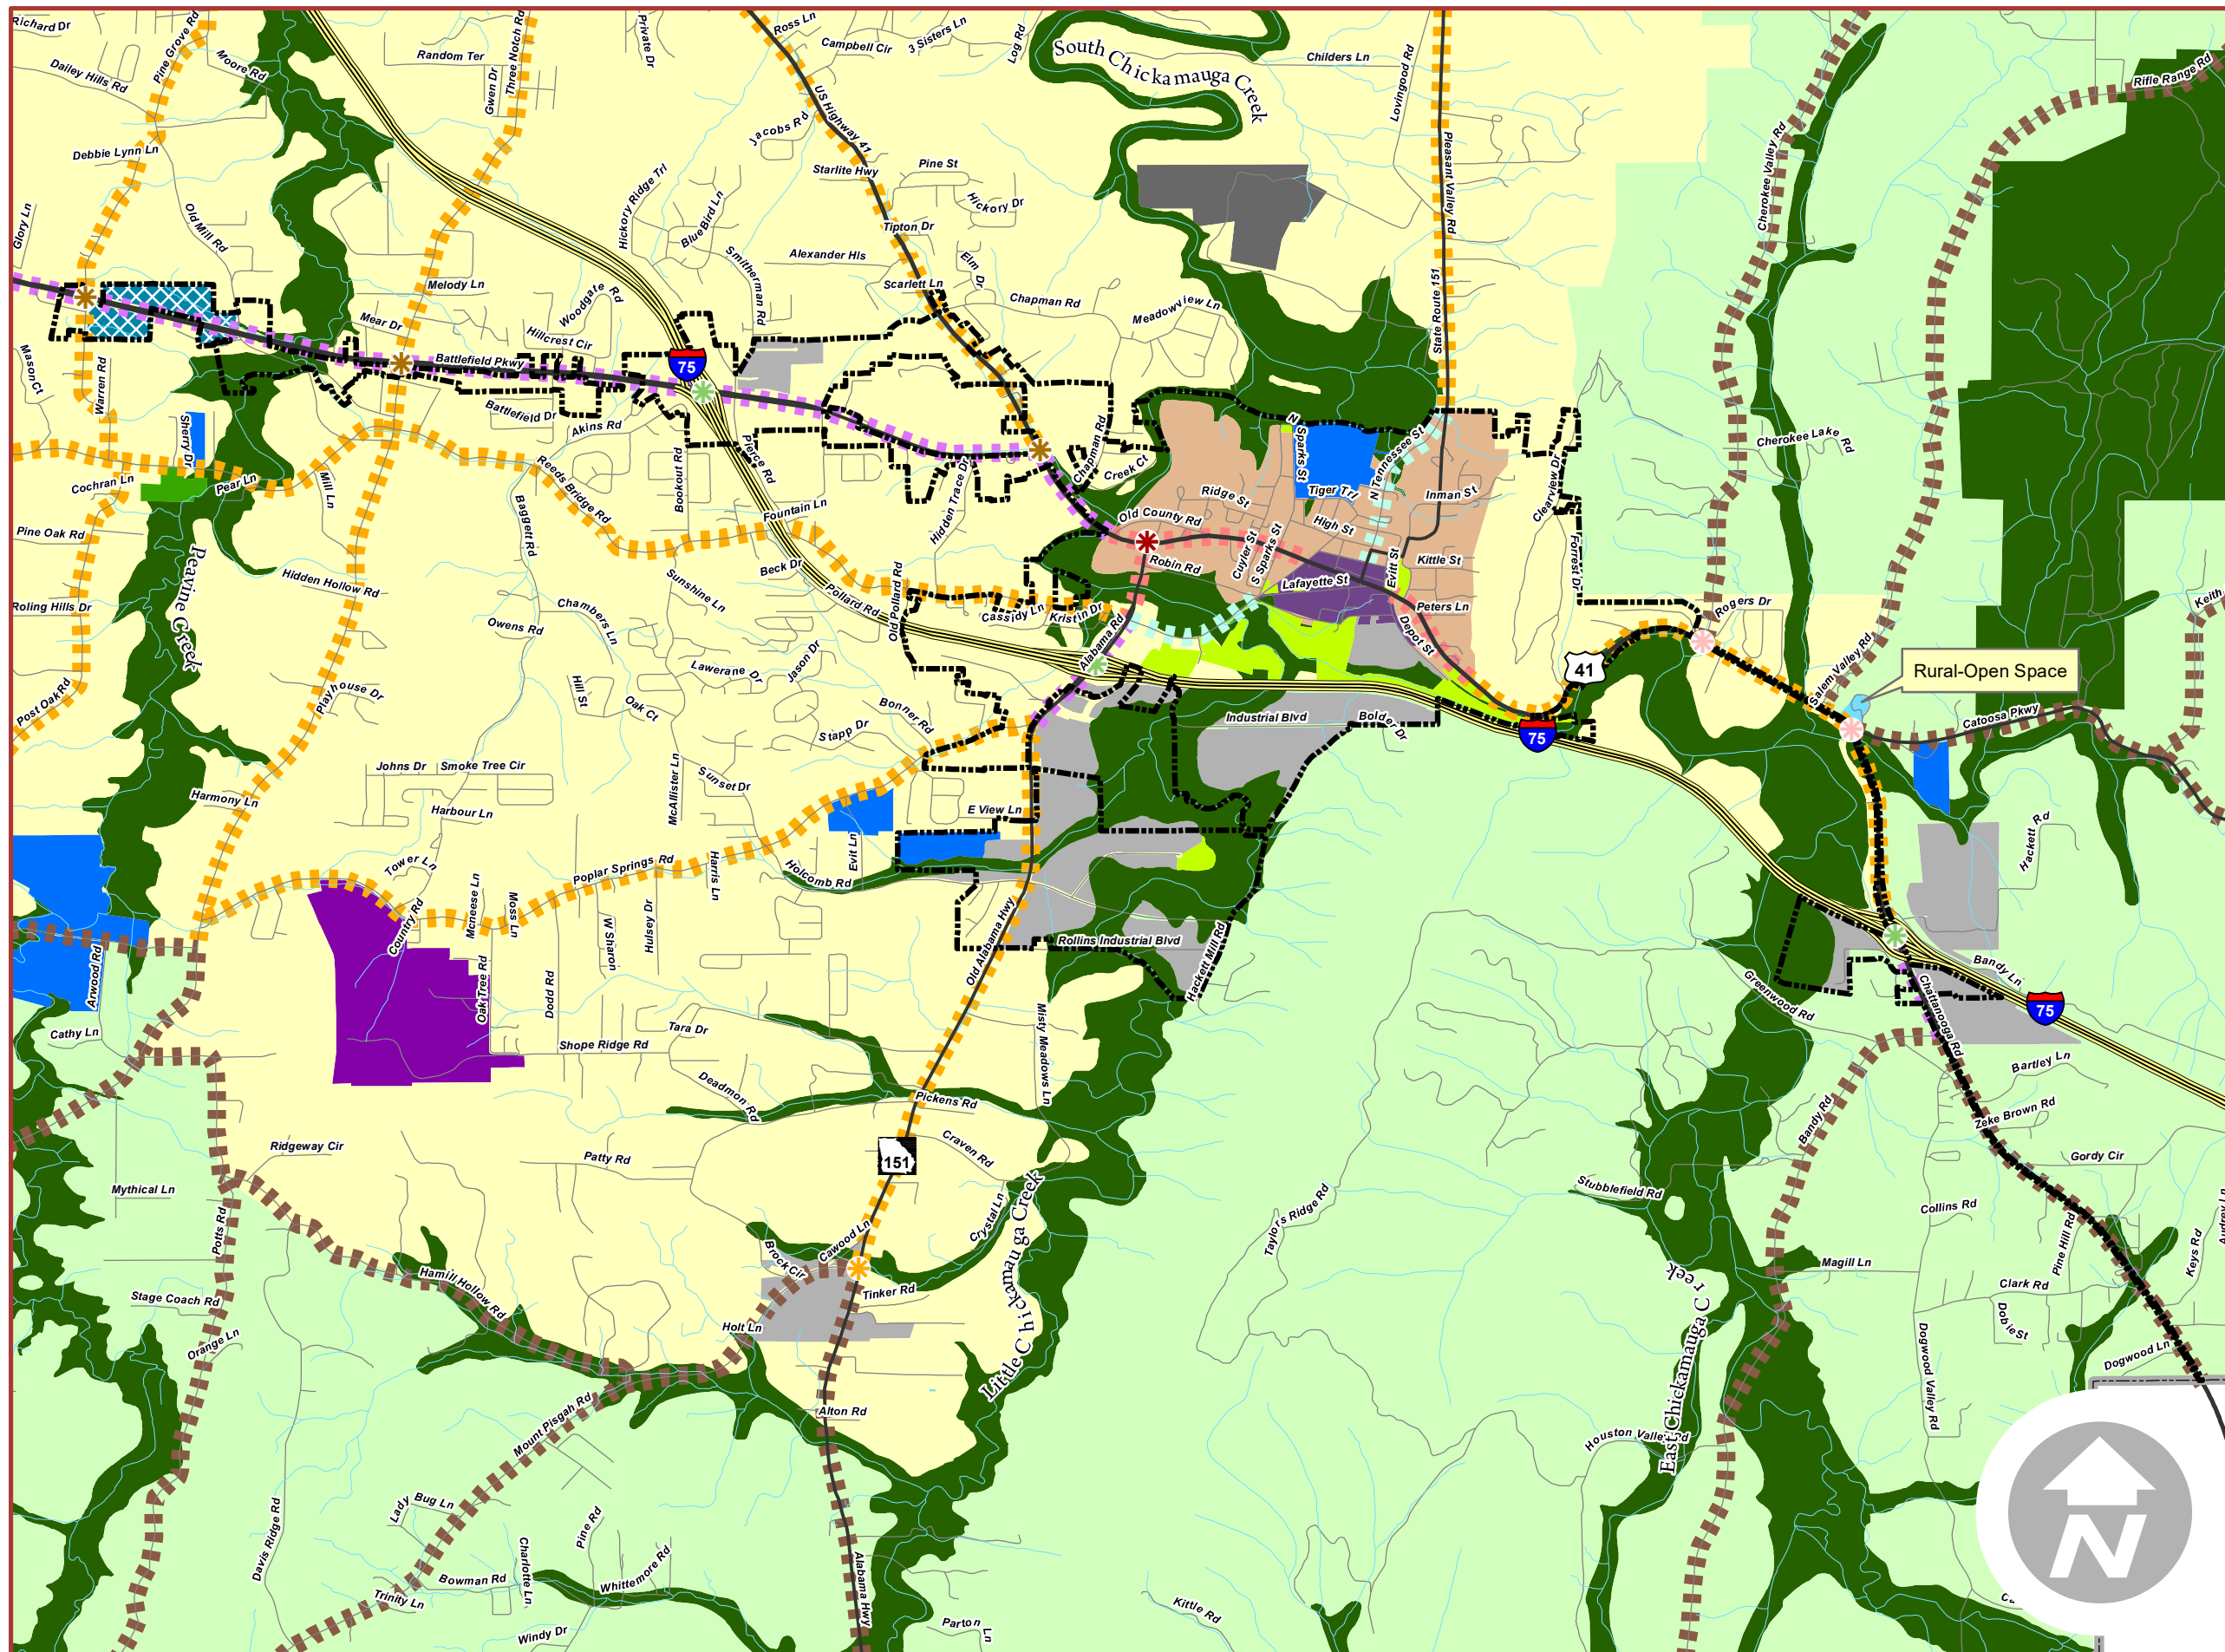 Richard Dr
Pine Grove Rd
Moore Rd
Dailey Hills Rd
Debbie Lynn Ln
Random Ter
Gwen Dr
Three Notch Rd
Private Dr
Ross Ln
Campbell Cir
3 Sisters Ln
Log Rd
South Chickamauga Creek
Childers Ln
Lovingood Rd
Pleasant Valley Rd
State Route 151
Cherokee Valley Rd
Rifle Range Rd
US Highway 41
Jacobs Rd
Starlite Hwy
Pine St
Hickory Dr
Tipton Dr
Hickory Ridge Trl
Blue Bird Ln
Smitherman Rd
Alexander Hls
Elm Dr
Scarlett Ln
Chapman Rd
Meadowview Ln
Glory Ln
Old Mill Rd
Melody Ln
Woodgate Rd
Mear Dr
Hillcrest Cir
Battlefield Pkwy
75
Mason Ct
Warren Rd
Sherry Dr
Battlefield Dr
Akins Rd
Bookout Rd
Pierce Rd
Chapman Rd
Creek Ct
Hidden Trace Dr
N Sparks St
N Tennessee St
Tiger Trl
Ridge St
Inman St
Old County Rd
High St
Cuyler St
S Sparks St
Robin Rd
Lafayette St
Evitt St
Kittle St
Peters Ln
Depot St
Clearview Dr
Forrest Dr
Cherokee Lake Rd
Cochran Ln
Pear Ln
Mill Ln
Reeds Bridge Rd
Baggett Rd
Fountain Ln
Pine Oak Rd
Peavine Creek
Hidden Hollow Rd
Roling Hills Dr
Beck Dr
Pollard Rd
Old Pollard Rd
Sunshine Ln
Chambers Ln
Owens Rd
Cassidy Ln
Kristin Dr
Alabama Rd
Rogers Dr
41
Salem Valley Rd
Rural-Open Space
Keith
Catoosa Pkwy
Lawerane Dr
Jason Dr
Playhouse Dr
Post Oak Rd
Hill St
Oak Ct
Bonner Rd
Stapp Dr
Industrial Blvd
Bolder Dr
75
Johns Dr
Smoke Tree Cir
McAllister Ln
Sunset Dr
Harmony Ln
Harbour Ln
E View Ln
Hackett Rd
Evit Ln
Tower Ln
Poplar Springs Rd
Harris Ln
Holcomb Rd
Country Rd
Mcneese Ln
Moss Ln
W Sharon
Hulsey Dr
Old Alabama Hwy
Rollins Industrial Blvd
Hackett Mill Rd
Arwood Rd
Oak Tree Rd
Dodd Rd
Bandy Ln
Greenwood Rd
Chattanooga Rd
75
Cathy Ln
Tara Dr
Shope Ridge Rd
Misty Meadows Ln
Deadmon Rd
Pickens Rd
Bartley Ln
Zeke Brown Rd
Bandy Rd
Ridgeway Cir
Patty Rd
151
Craven Rd
Gordy Cir
Mythical Ln
Potts Rd
Crystal Ln
Little Chickamauga Creek
Taylors Ridge Rd
Stubblefield Rd
Collins Rd
Pine Hill Rd
Keys Rd
Audrey Ln
Brock Cir
Cawood Ln
Magill Ln
Hamill Hollow Rd
Stage Coach Rd
Tinker Rd
Clark Rd
Dobie St
East Chickamauga Creek
Orange Ln
Holt Ln
Dogwood Ln
Dogwood Valley Rd
Mount Pisgah Rd
Alton Rd
Houston Valley Rd
Davis Ridge Rd
Lady Bug Ln
Pine Rd
Charlotte Ln
Bowman Rd
Whittemore Rd
Trinity Ln
Alabama Hwy
Windy Dr
Parton Ln
Kittle Rd
N